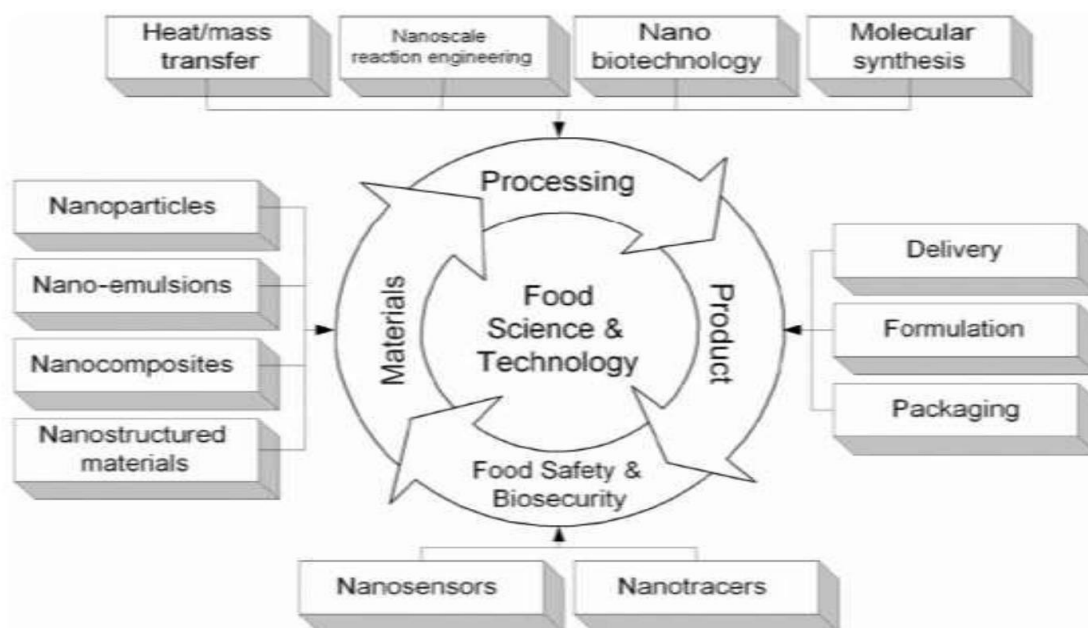 Heat/mass
transfer
Nanoscale
reaction engineering
Nano
biotechnology
Molecular
synthesis
Processing
Nanoparticles
Nano-emulsions
Nanocomposites
Nanostructured
materials
Materials
Food
Science &
Technology
Product
Delivery
Formulation
Packaging
Food Safety &
Biosecurity
Nanosensors
Nanotracers